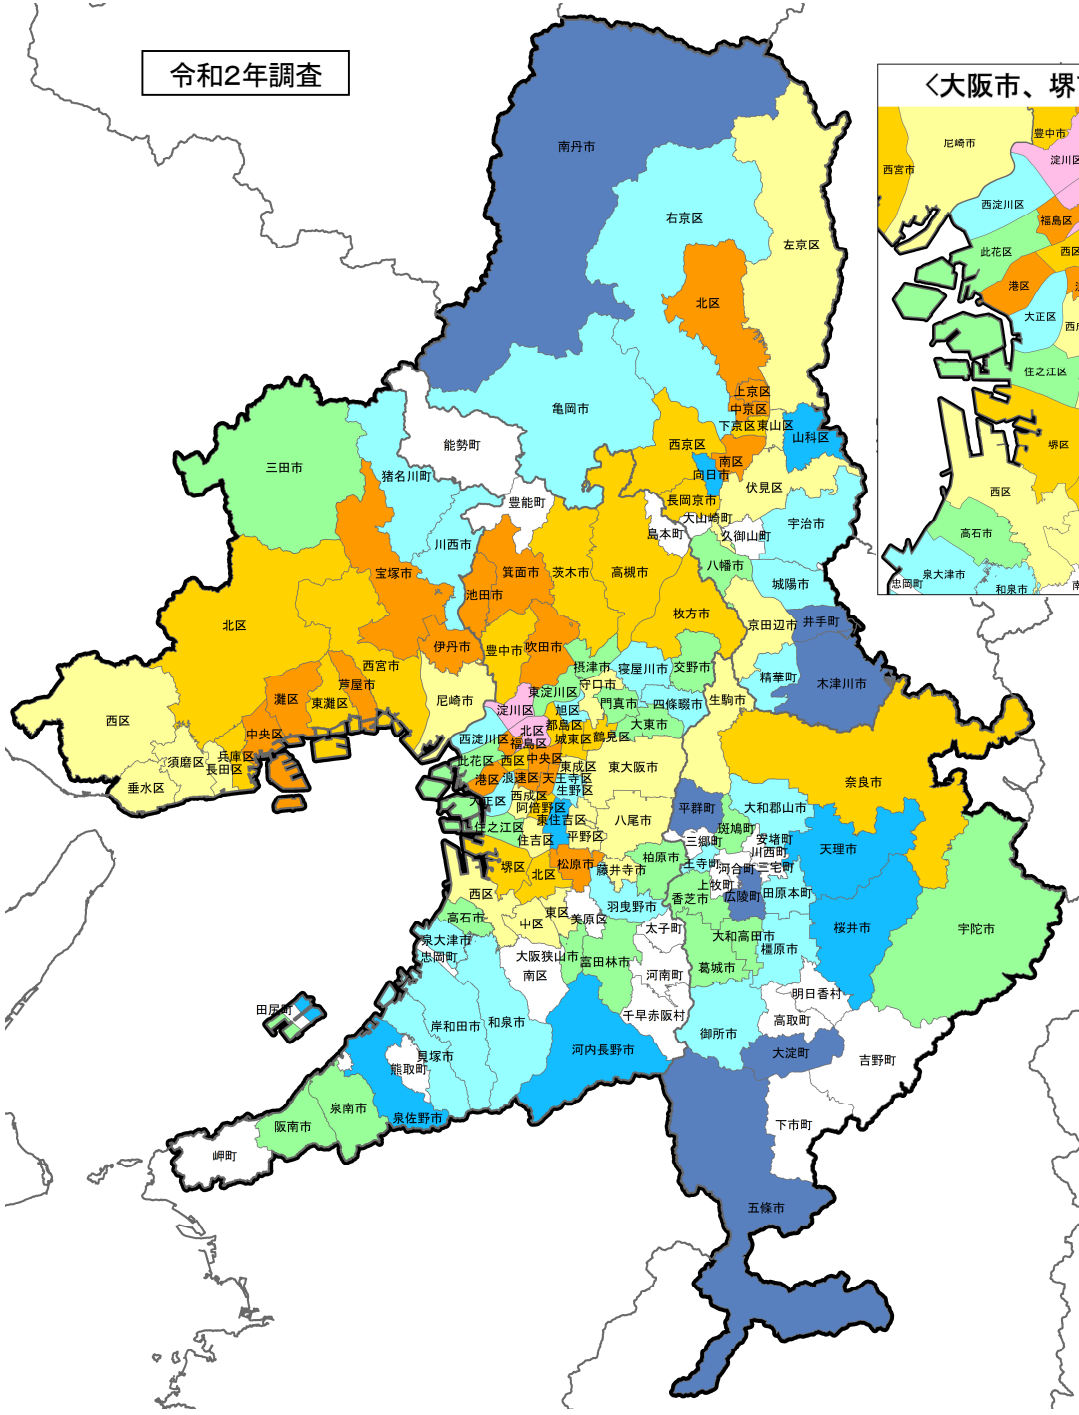 令和2年調査
<大阪市、堺
尼崎市
豊中市
淀川区
西宮市
西淀川区
福島区
此花区
西区
港区
大正区
住之江区
堺区
西区
高石市
泉大津市
忠岡町
和泉市
南丹市
右京区
左京区
北区
上京区
中京区
下京区
東山区
山科区
西京区
南区
向日市
伏見区
長岡京市
大山崎町
久御山町
宇治市
島本町
八幡市
城陽市
亀岡市
能勢町
豊能町
三田市
猪名川町
川西市
宝塚市
池田市
箕面市
茨木市
高槻市
枚方市
京田辺市
井手町
精華町
木津川市
北区
西宮市
伊丹市
豊中市
吹田市
摂津市
寝屋川市
交野市
芦屋市
灘区
東灘区
尼崎市
西区
中央区
兵庫区
長田区
須磨区
垂水区
淀川区
東淀川区
守口市
旭区
門真市
四條畷市
生駒市
北区
都島区
大東市
西淀川区
福島区
城東区
鶴見区
此花区
西区
中央区
東成区
東大阪市
港区
浪速区
天王寺区
生野区
大正区
西成区
阿倍野区
東住吉区
八尾市
住之江区
住吉区
平野区
奈良市
平群町
大和郡山市
斑鳩町
安堵町
三郷町
川西町
天理市
堺区
北区
松原市
藤井寺市
柏原市
王寺町
河合町
三宅町
上牧町
広陵町
田原本町
香芝市
西区
羽曳野市
東区
美原区
中区
高石市
太子町
大和高田市
桜井市
宇陀市
橿原市
泉大津市
忠岡町
大阪狭山市
富田林市
河南町
葛城市
南区
明日香村
田尻町
岸和田市
和泉市
千早赤阪村
高取町
御所市
貝塚市
熊取町
河内長野市
大淀町
吉野町
泉南市
泉佐野市
阪南市
下市町
岬町
五條市